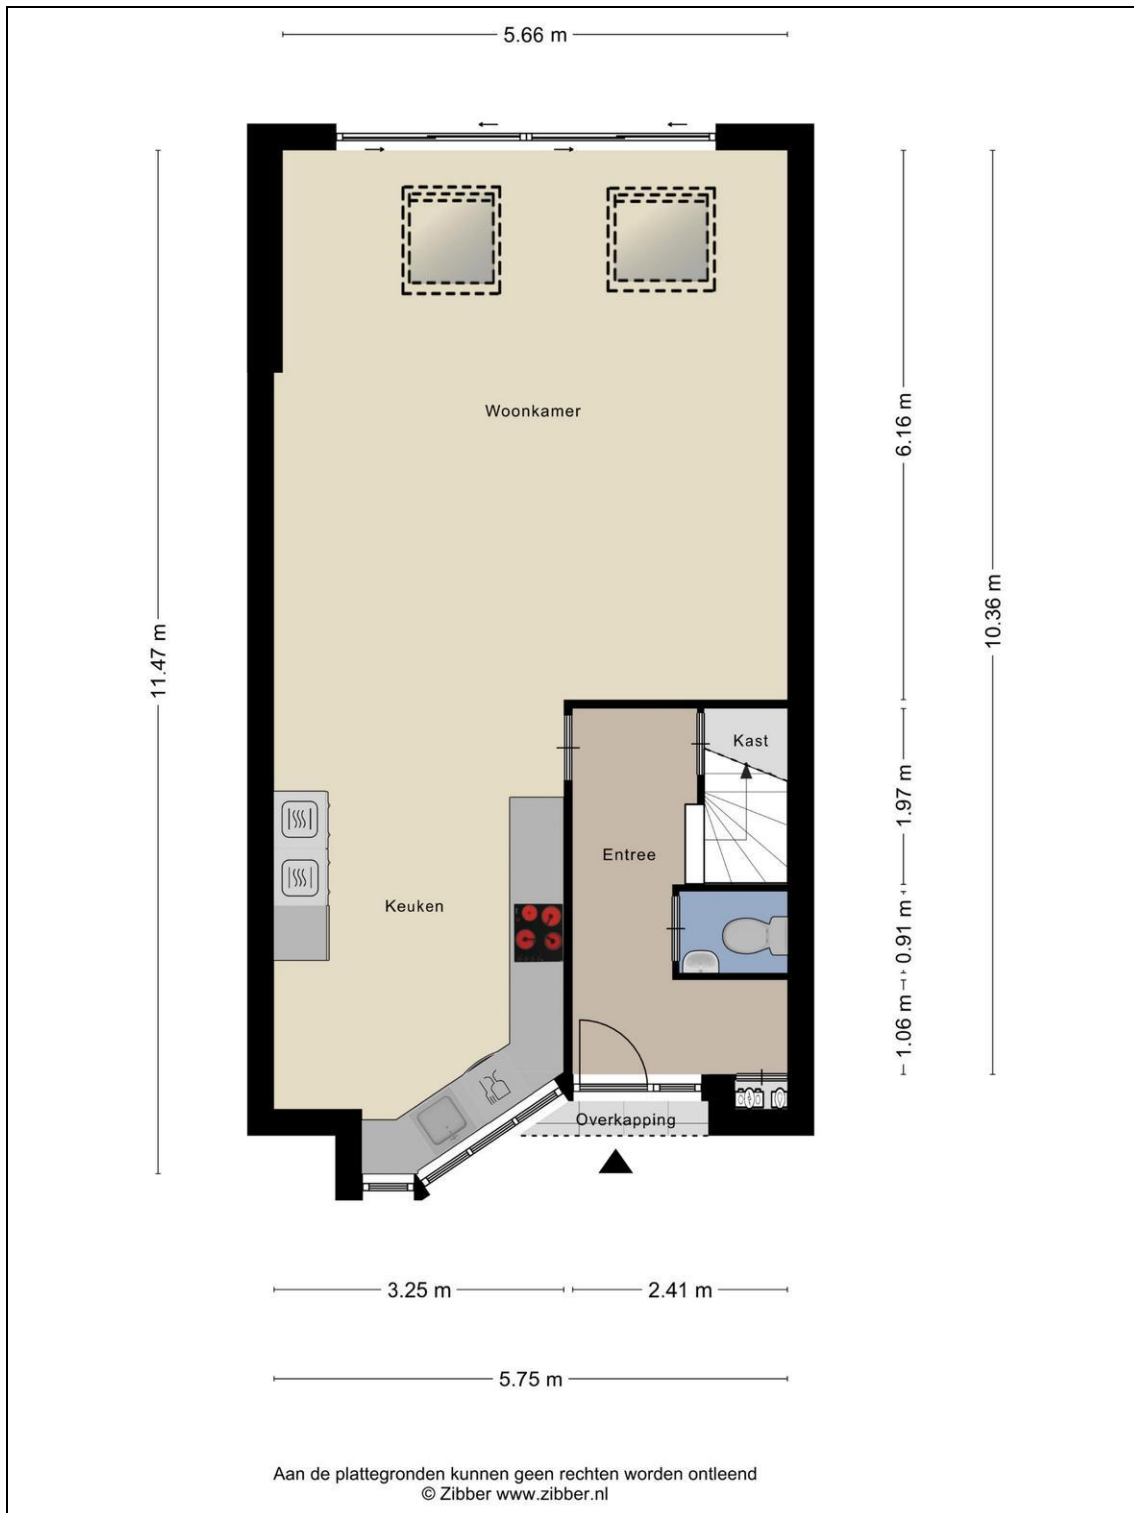 5.66 m
Woonkamer
6.16 m
11.47 m
10.36 m
Kast
1.97 m
Entree
Keuken
0.91 m
1.06 m
Overkapping
3.25 m
2.41 m
5.75 m
Aan de plattegronden kunnen geen rechten worden ontleend
© Zibber www.zibber.nl